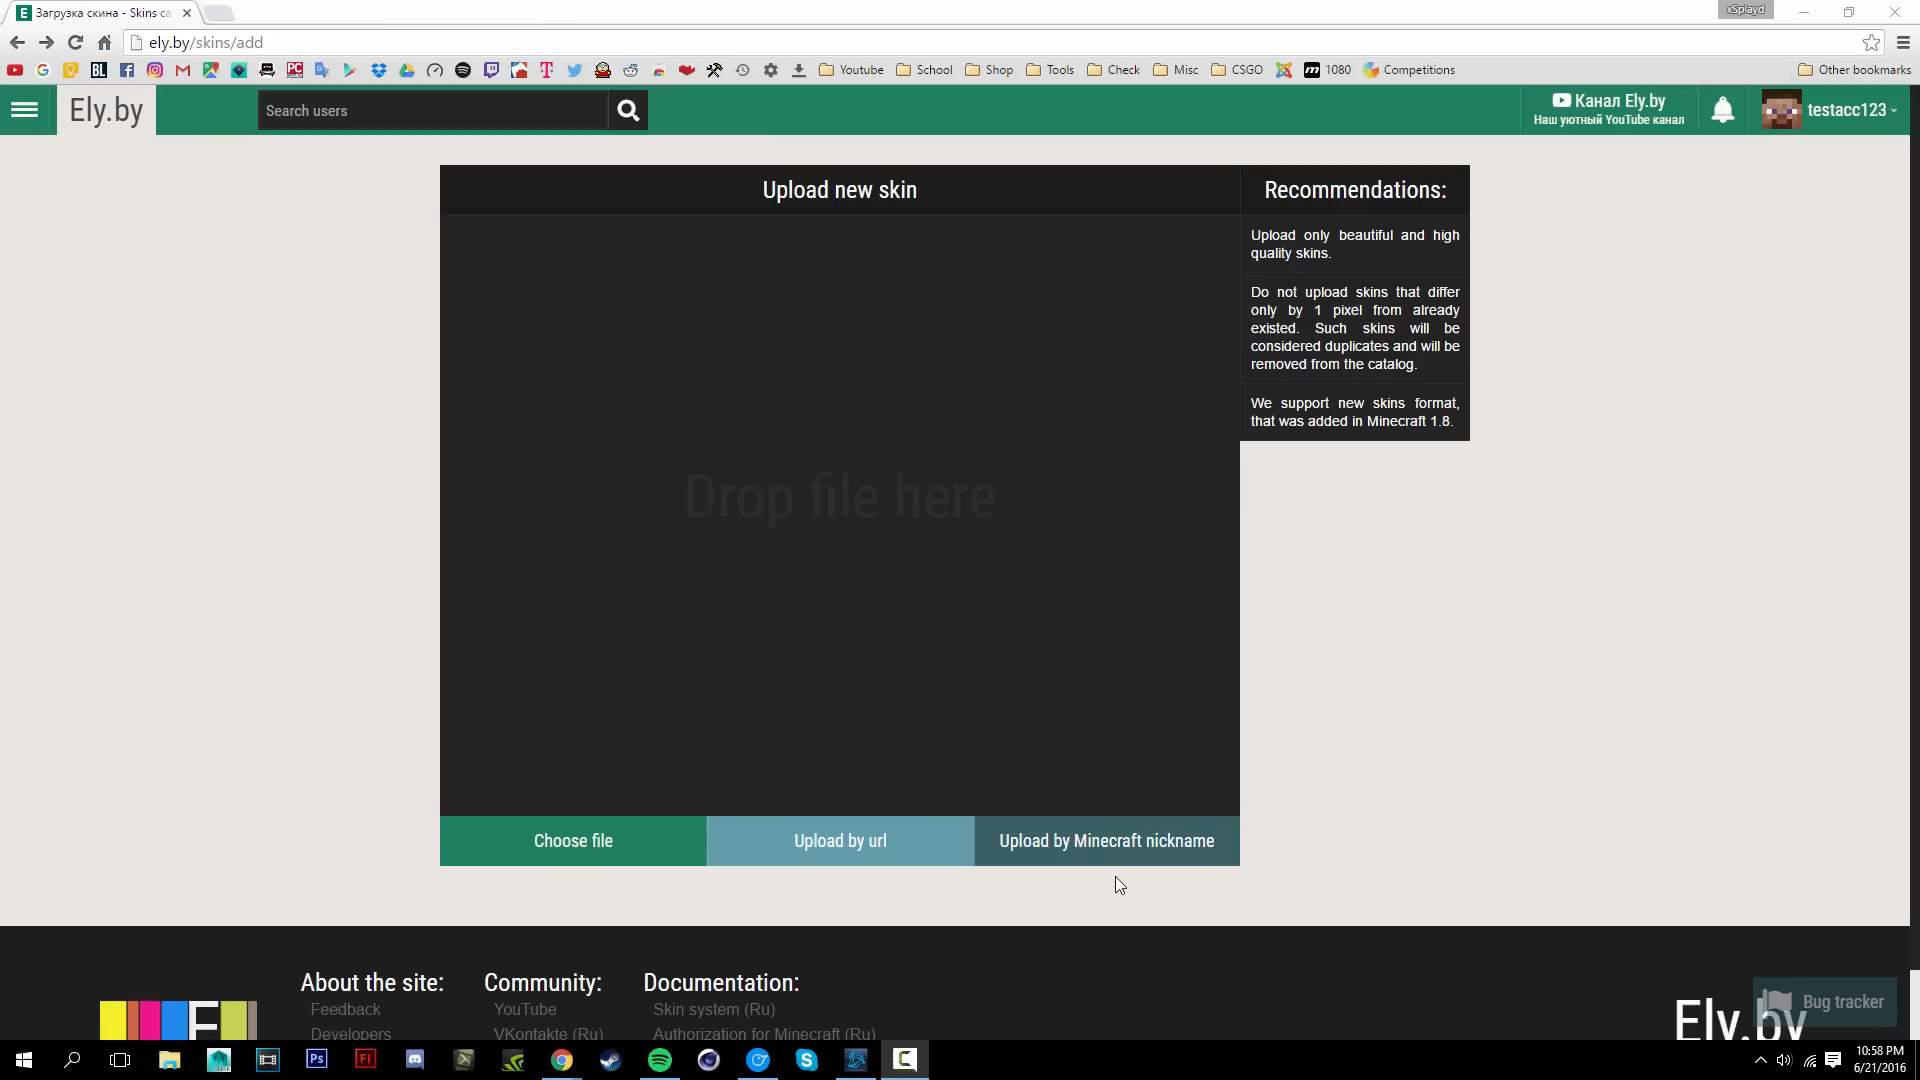 Загрузка скина - Skins ca
xSplayd
ely.by/skins/add
Youtube
School
Shop
Tools
Check
Misc
CSGO
1080
Competitions
Other bookmarks
Ely.by
Search users
Канал Ely.by
Наш уютный YouTube канал
testacc123
Upload new skin
Recommendations:
Upload only beautiful and high
quality skins.
Do not upload skins that differ
only by 1 pixel from already
existed. Such skins will be
considered duplicates and will be
removed from the catalog.
We support new skins format,
that was added in Minecraft 1.8.
Drop file here
Choose file
Upload by url
Upload by Minecraft nickname
About the site:
Community:
Documentation:
Feedback
YouTube
Skin system (Ru)
Developers
VKontakte (Ru)
Authorization for Minecraft (Ru)
Ely.by
Bug tracker
10:58 PM
6/21/2016